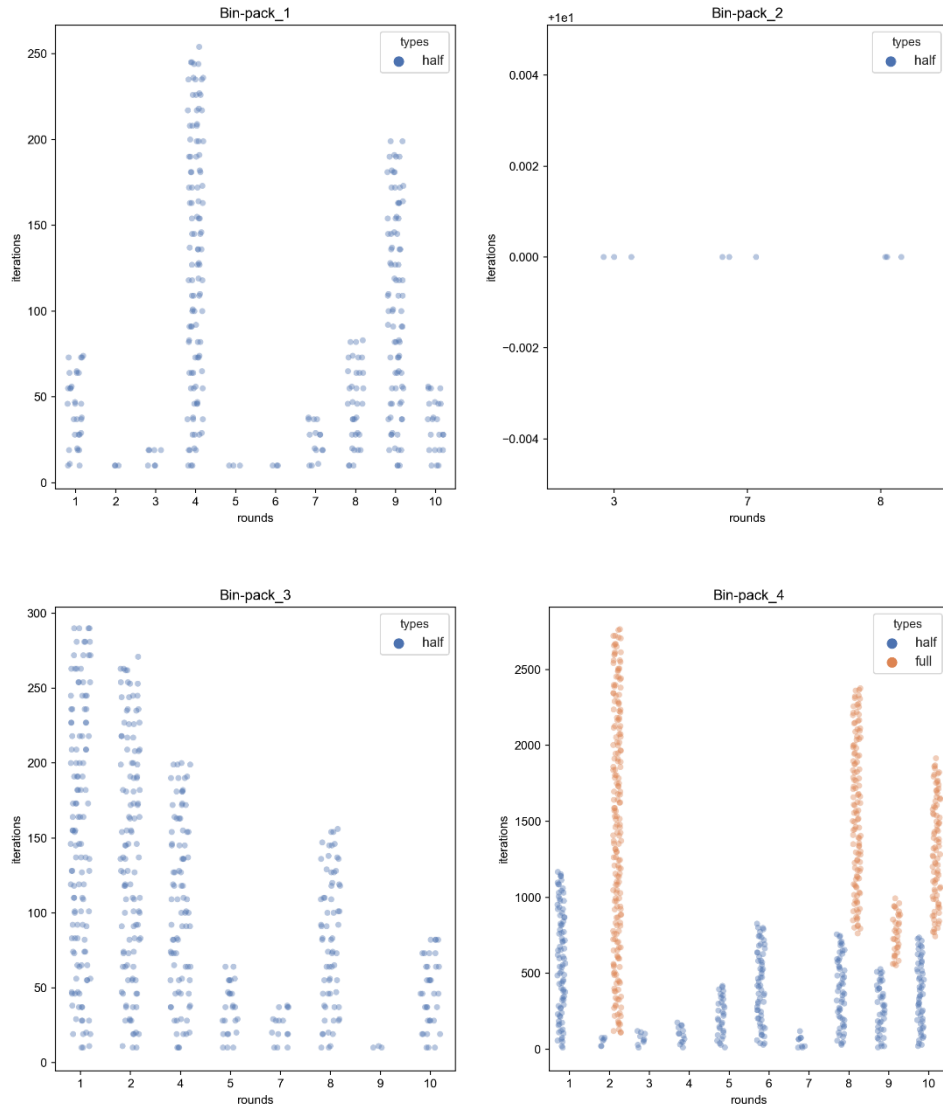 Bin-pack_1
types
half
250
200
150
100
50
0
iterations
1 2 3 4 5 6 7 8 9 10
rounds
Bin-pack_2
+1e1
types
half
0.004
0.002
0.000
−0.002
−0.004
iterations
3 7 8
rounds
Bin-pack_3
types
half
300
250
200
150
100
50
0
iterations
1 2 4 5 7 8 9 10
rounds
Bin-pack_4
types
half
full
2500
2000
1500
1000
500
0
iterations
1 2 3 4 5 6 7 8 9 10
rounds